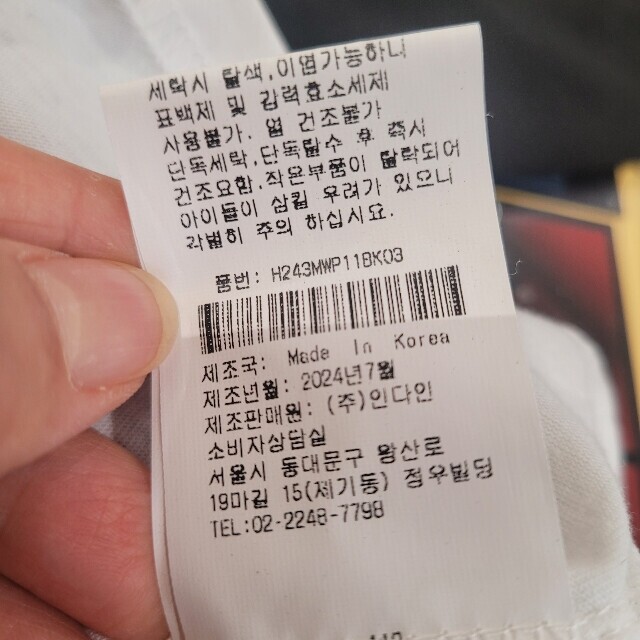 세탁시 탈색,이염가능하니
표백제 및 강력효소세제
사용불가. 열 건조불가
단독세탁.단독탈수 후 즉시
건조요함.작은부품이 탈락되어
아이들이 삼킬 우려가 있으니
각별히 주의 하십시요.
품번: H243MWP11BK03
제조국: Made In Korea
제조년월: 2024년7월
제조판매원: (주)인다인
소비자상담실
서울시 동대문구 왕산로
19마길 15(제기동) 정우빌딩
TEL:02-2248-7798